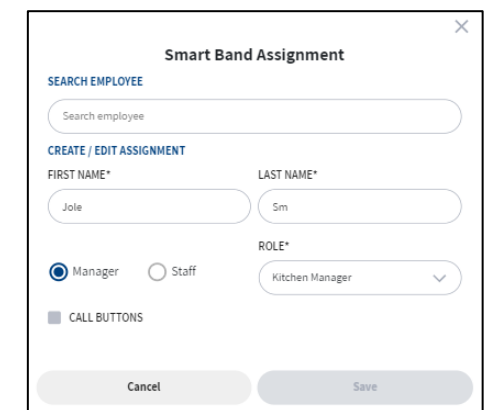 Smart Band Assignment
SEARCH EMPLOYEE
Search employee
CREATE / EDIT ASSIGNMENT
FIRST NAME* LAST NAME*
Jole Sm
ROLE*
Manager Staff Kitchen Manager
CALL BUTTONS
Cancel Save